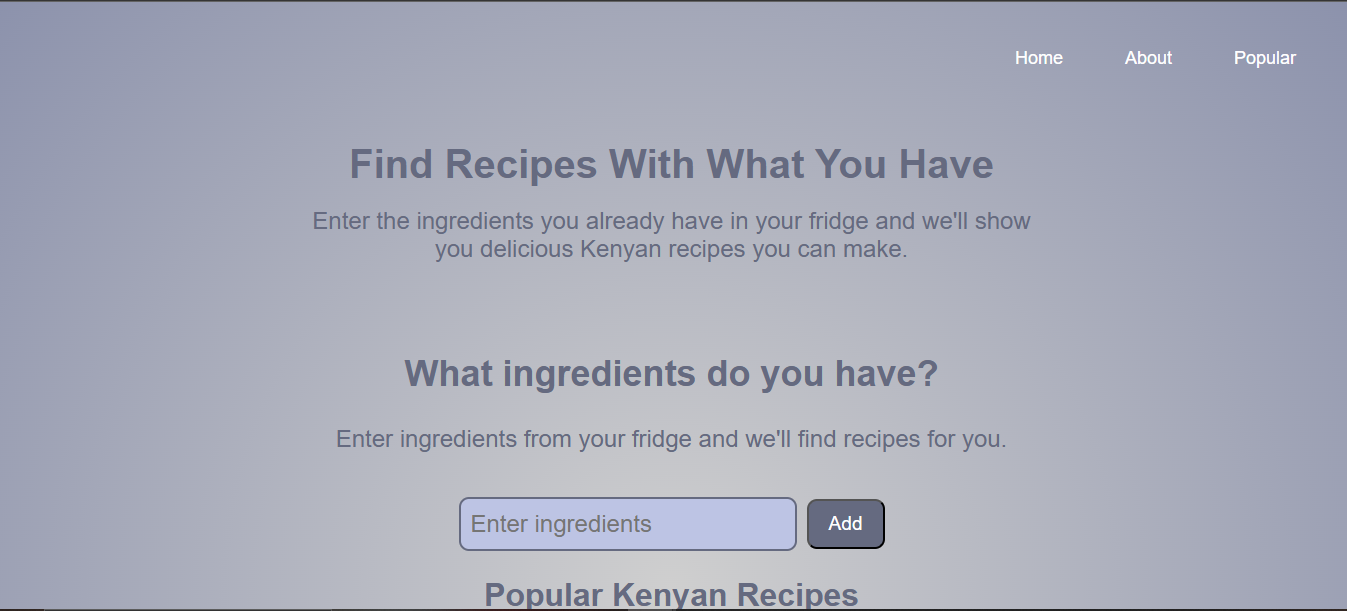 Home About Popular
Find Recipes With What You Have
Enter the ingredients you already have in your fridge and we'll show
you delicious Kenyan recipes you can make.
What ingredients do you have?
Enter ingredients from your fridge and we'll find recipes for you.
Enter ingredients Add
Popular Kenyan Recipes